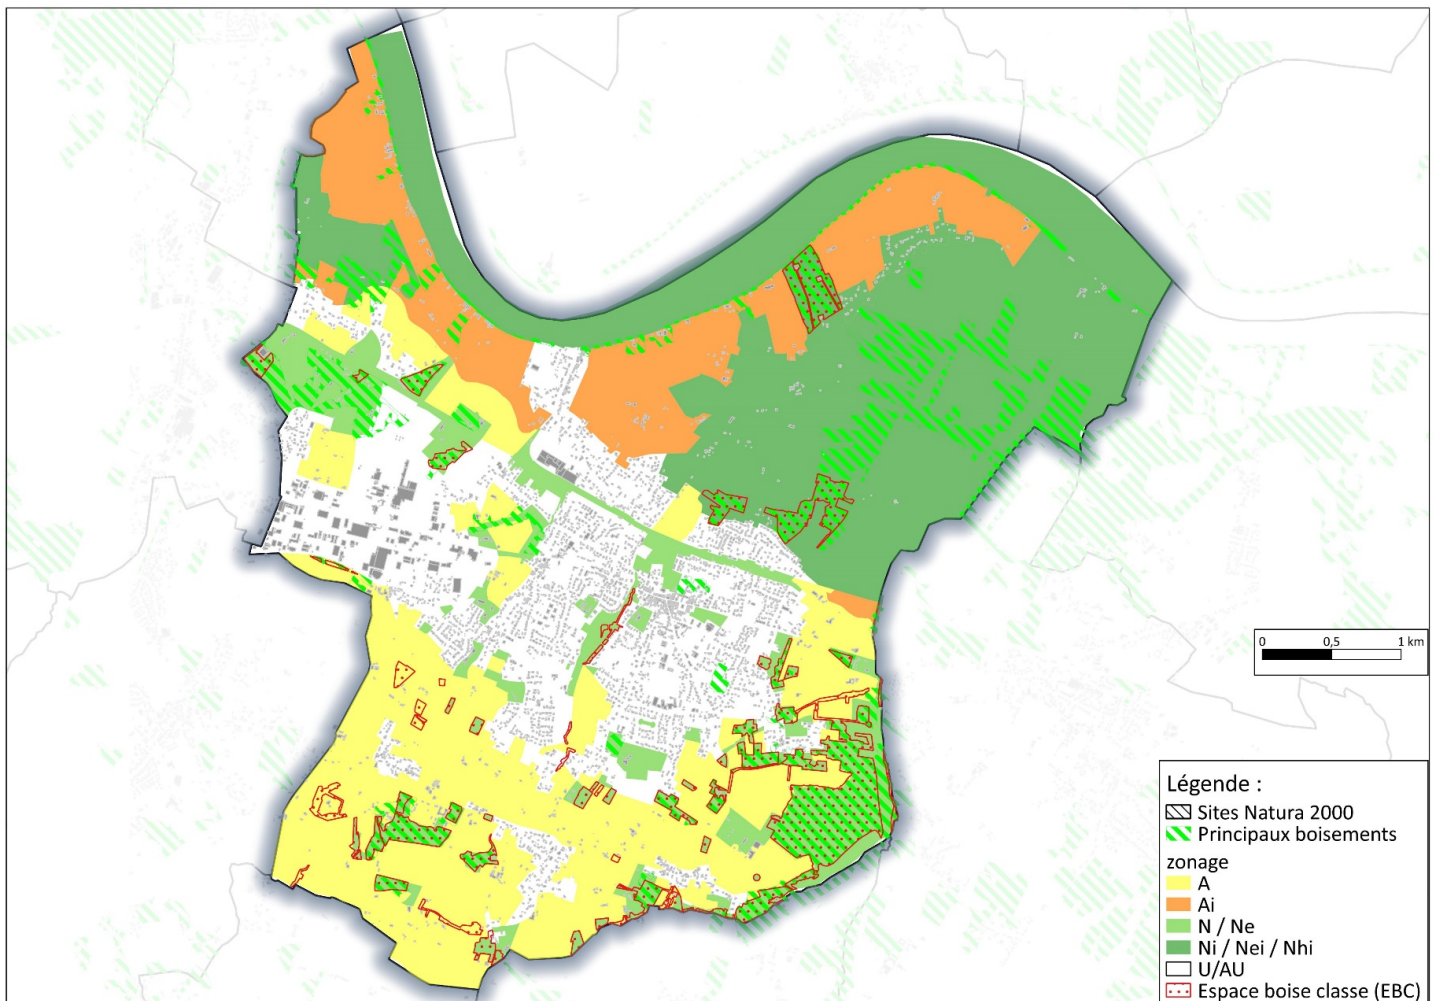 0 0,5 1 km
Légende :
Sites Natura 2000
Principaux boisements
zonage
A
Ai
N / Ne
Ni / Nei / Nhi
U/AU
Espace boise classe (EBC)